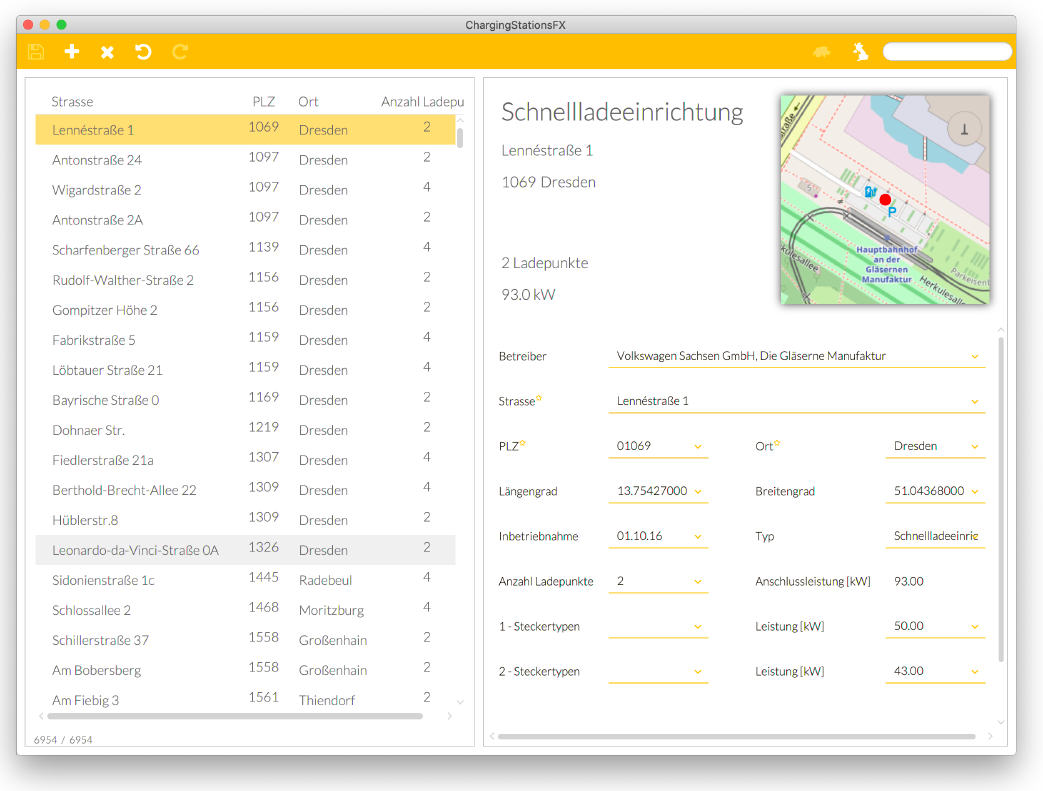 ChargingStationsFX
Strasse PLZ Ort Anzahl Ladepu
Lennéstraße 1 1069 Dresden 2
Antonstraße 24 1097 Dresden 2
Wigardstraße 2 1097 Dresden 4
Antonstraße 2A 1097 Dresden 2
Scharfenberger Straße 66 1139 Dresden 4
Rudolf-Walther-Straße 2 1156 Dresden 2
Gompitzer Höhe 2 1156 Dresden 2
Fabrikstraße 5 1159 Dresden 4
Löbtauer Straße 21 1159 Dresden 4
Bayrische Straße 0 1169 Dresden 2
Dohnaer Str. 1219 Dresden 2
Fiedlerstraße 21a 1307 Dresden 4
Berthold-Brecht-Allee 22 1309 Dresden 4
Hüblerstr.8 1309 Dresden 2
Leonardo-da-Vinci-Straße 0A 1326 Dresden 2
Sidonienstraße 1c 1445 Radebeul 4
Schlossallee 2 1468 Moritzburg 4
Schillerstraße 37 1558 Großenhain 2
Am Bobersberg 1558 Großenhain 2
Am Fiebig 3 1561 Thiendorf 2
6954 / 6954
Schnellladeeinrichtung
Lennéstraße 1
1069 Dresden
2 Ladepunkte
93.0 kW
P
Hauptbahnhof
an der
Gläsernen
Manufaktur
Herkulesallee
Betreiber Volkswagen Sachsen GmbH, Die Gläserne Manufaktur
Strasse Lennéstraße 1
PLZ 01069 Ort Dresden
Längengrad 13.75427000 Breitengrad 51.04368000
Inbetriebnahme 01.10.16 Typ Schnellladeeinric
Anzahl Ladepunkte 2 Anschlussleistung [kW] 93.00
1 - Steckertypen Leistung [kW] 50.00
2 - Steckertypen Leistung [kW] 43.00